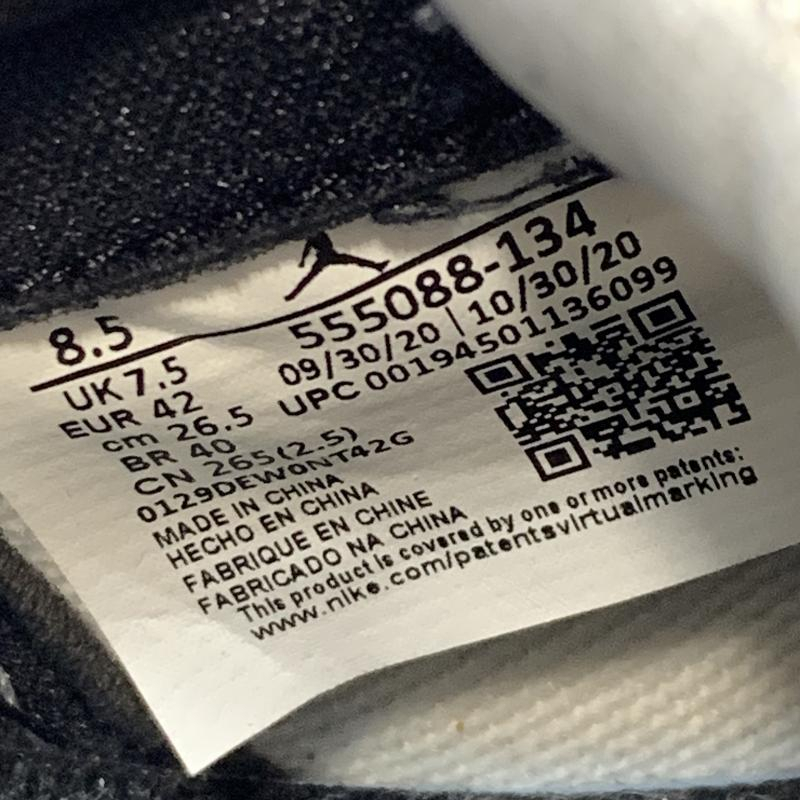 8.5
UK 7.5
EUR 42
cm 26.5
BR 40
CN 265(2.5)
555088-134
09/30/20 | 10/30/20
UPC 00194501136099
0129DEWONT42G
MADE IN CHINA
HECHO EN CHINA
FABRIQUE EN CHINE
FABRICADO NA CHINA
This product is covered by one or more patents:
www.nike.com/patentsvirtualmarking